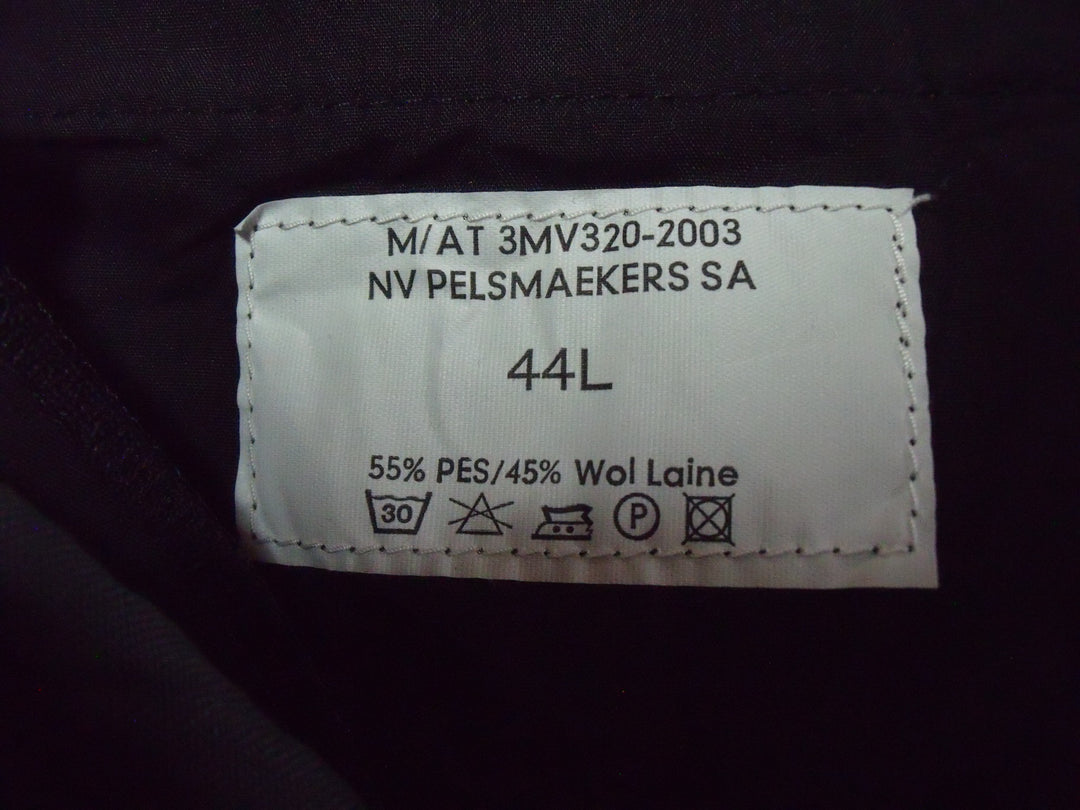 M/AT 3MV320-2003
NV PELSMAEKERS SA
44L
55% PES/45% Wol Laine
30 P